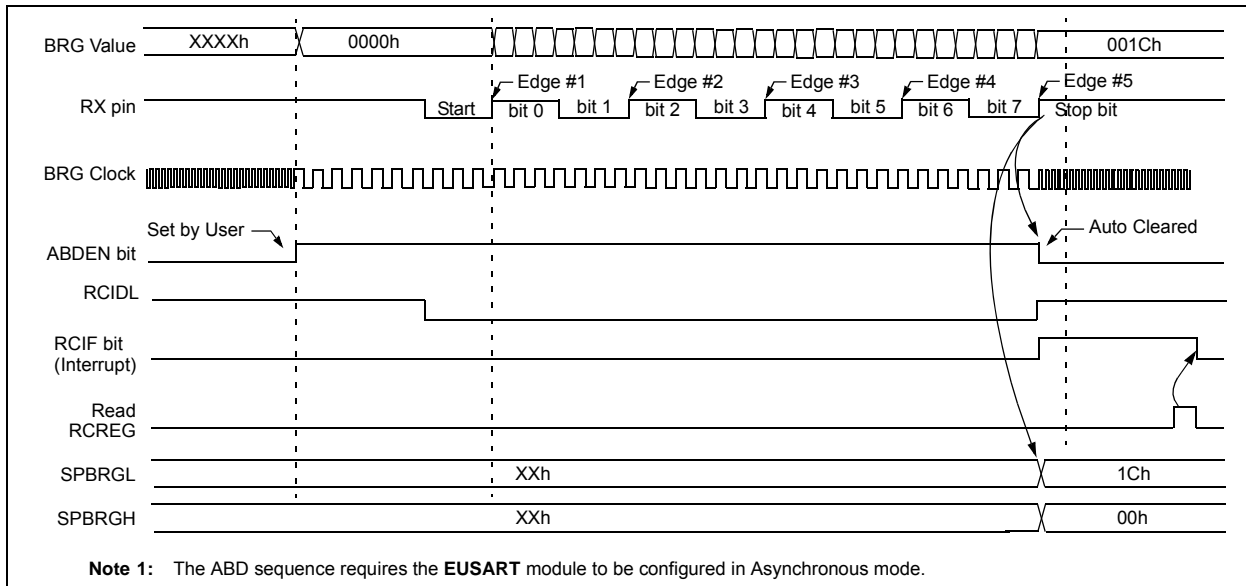 BRG Value XXXXh 0000h 001Ch
Edge #1 Edge #2 Edge #3 Edge #4 Edge #5
RX pin Start bit 0 bit 1 bit 2 bit 3 bit 4 bit 5 bit 6 bit 7 Stop bit
BRG Clock
Set by User Auto Cleared
ABDEN bit
RCIDL
RCIF bit
(Interrupt)
Read
RCREG
SPBRGL XXh 1Ch
SPBRGH XXh 00h
Note 1: The ABD sequence requires the EUSART module to be configured in Asynchronous mode.